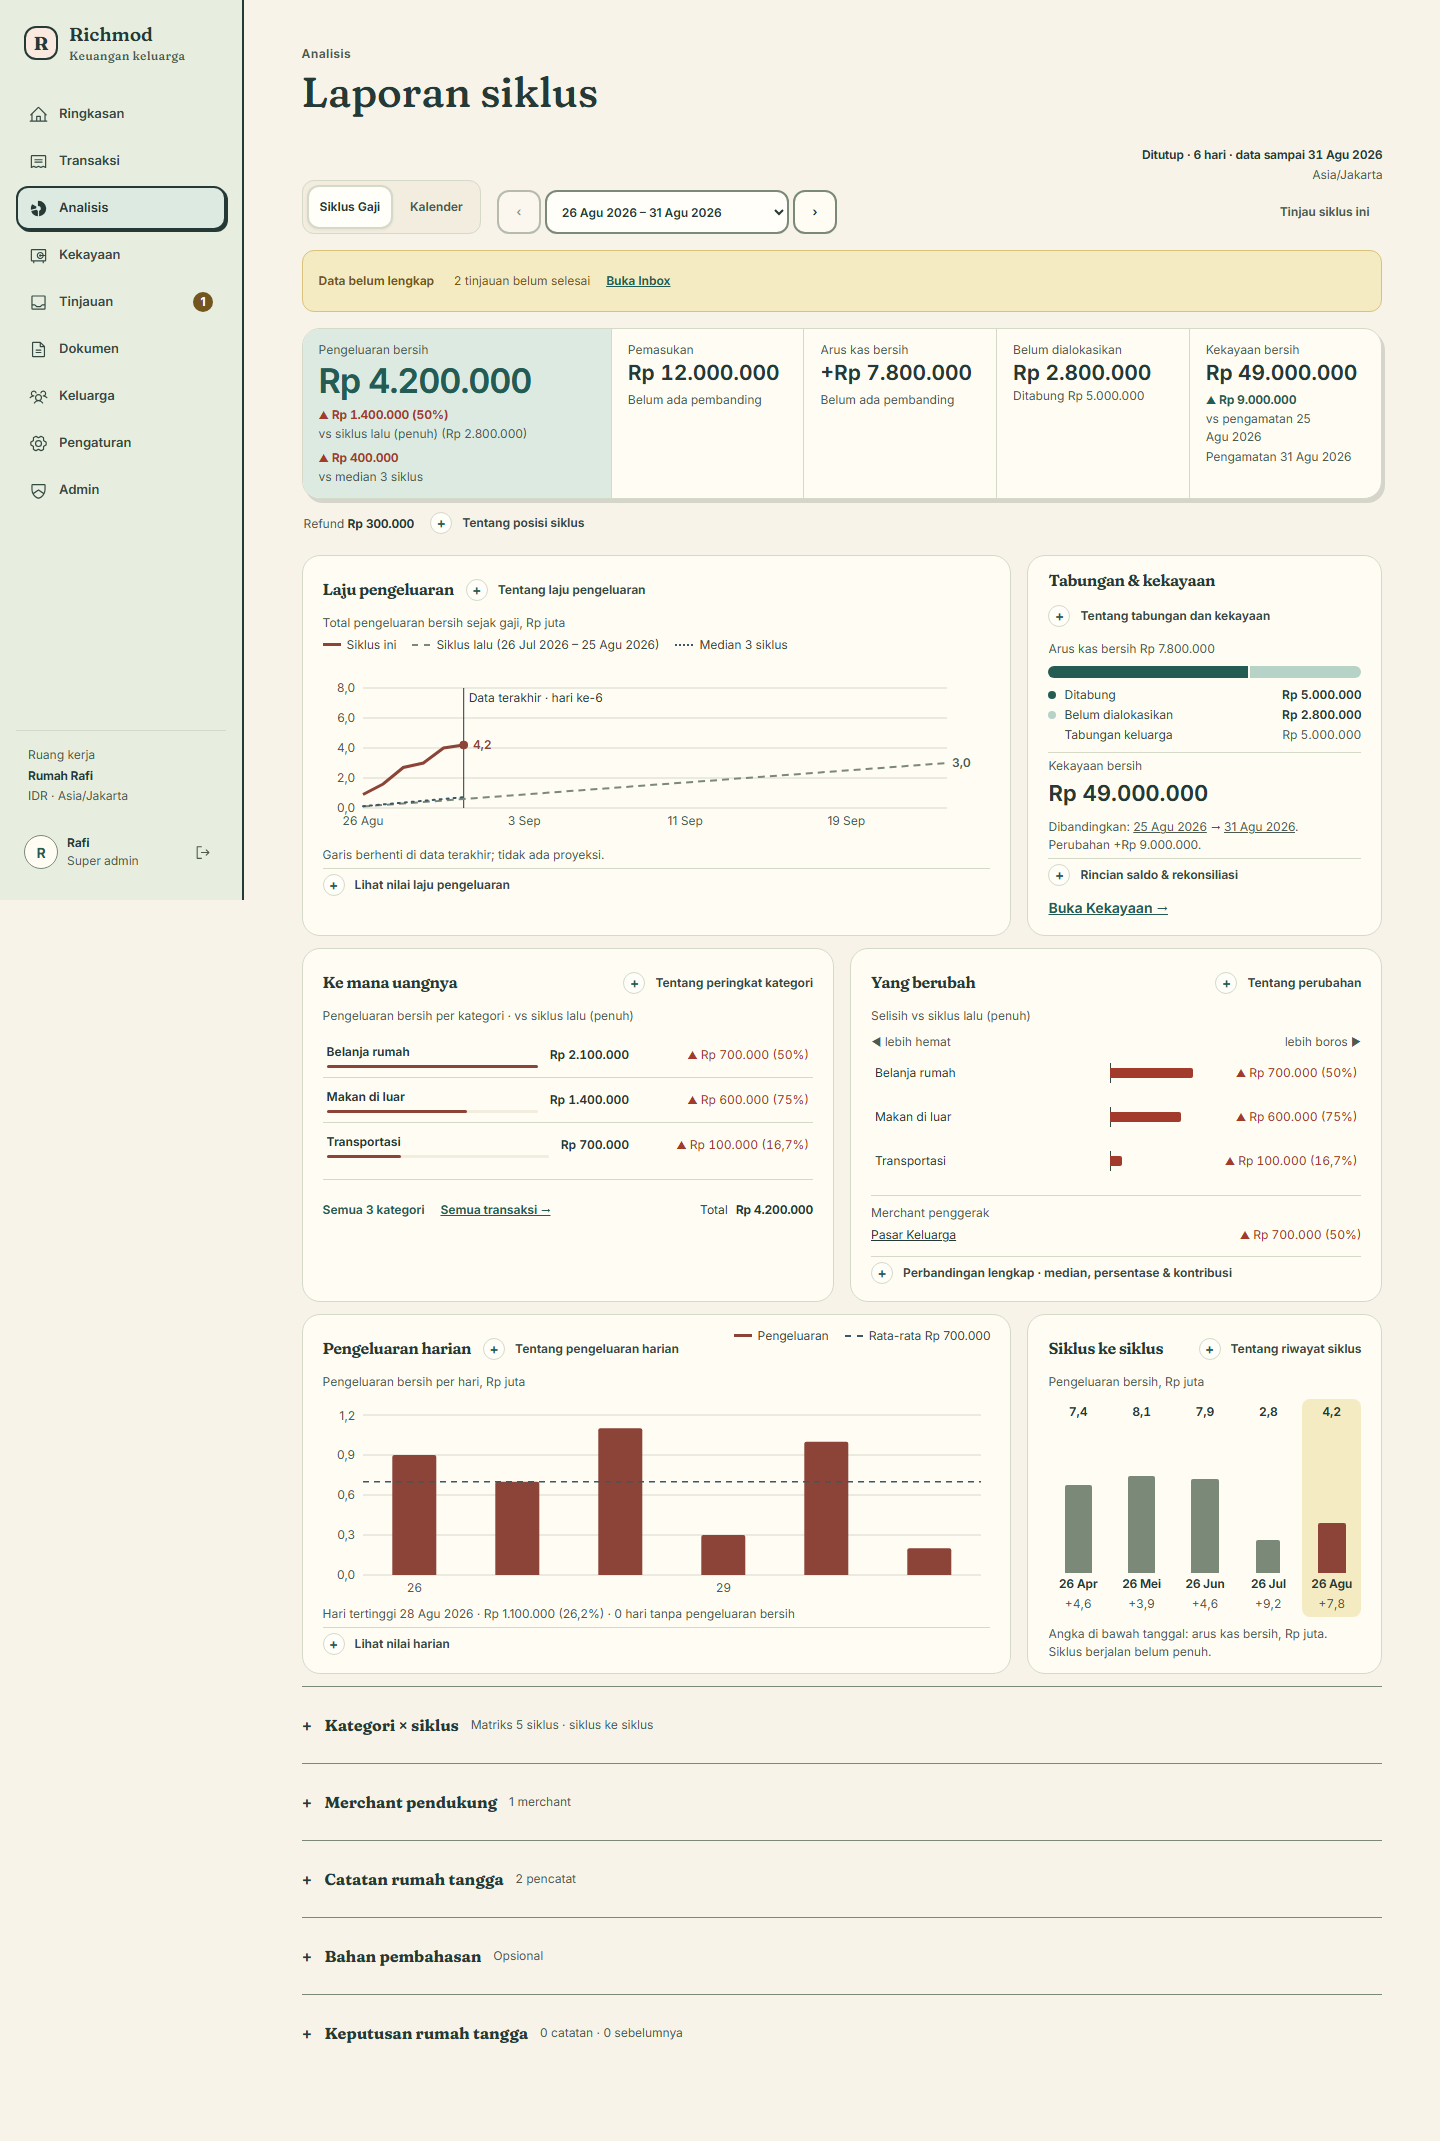 R
Richmod
Keuangan keluarga
Ringkasan
Transaksi
Analisis
Kekayaan
Tinjauan 1
Dokumen
Keluarga
Pengaturan
Admin
Ruang kerja
Rumah Rafi
IDR · Asia/Jakarta
R
Rafi
Super admin
Analisis
Laporan siklus
Ditutup · 6 hari · data sampai 31 Agu 2026
Asia/Jakarta
Siklus Gaji Kalender ‹ 26 Agu 2026 – 31 Agu 2026 › Tinjau siklus ini
Data belum lengkap 2 tinjauan belum selesai Buka Inbox
Pengeluaran bersih
Rp 4.200.000
▲ Rp 1.400.000 (50%)
vs siklus lalu (penuh) (Rp 2.800.000)
▲ Rp 400.000
vs median 3 siklus
Pemasukan
Rp 12.000.000
Belum ada pembanding
Arus kas bersih
+Rp 7.800.000
Belum ada pembanding
Belum dialokasikan
Rp 2.800.000
Ditabung Rp 5.000.000
Kekayaan bersih
Rp 49.000.000
▲ Rp 9.000.000
vs pengamatan 25
Agu 2026
Pengamatan 31 Agu 2026
Refund Rp 300.000 + Tentang posisi siklus
Laju pengeluaran + Tentang laju pengeluaran
Total pengeluaran bersih sejak gaji, Rp juta
Siklus ini Siklus lalu (26 Jul 2026 – 25 Agu 2026) Median 3 siklus
8,0
Data terakhir · hari ke-6
6,0
4,0
4,2
2,0
3,0
0,0
26 Agu 3 Sep 11 Sep 19 Sep
Garis berhenti di data terakhir; tidak ada proyeksi.
+ Lihat nilai laju pengeluaran
Tabungan & kekayaan
+ Tentang tabungan dan kekayaan
Arus kas bersih Rp 7.800.000
Ditabung Rp 5.000.000
Belum dialokasikan Rp 2.800.000
Tabungan keluarga Rp 5.000.000
Kekayaan bersih
Rp 49.000.000
Dibandingkan: 25 Agu 2026 → 31 Agu 2026.
Perubahan +Rp 9.000.000.
+ Rincian saldo & rekonsiliasi
Buka Kekayaan →
Ke mana uangnya + Tentang peringkat kategori
Pengeluaran bersih per kategori · vs siklus lalu (penuh)
Belanja rumah Rp 2.100.000 ▲ Rp 700.000 (50%)
Makan di luar Rp 1.400.000 ▲ Rp 600.000 (75%)
Transportasi Rp 700.000 ▲ Rp 100.000 (16,7%)
Semua 3 kategori Semua transaksi → Total Rp 4.200.000
Yang berubah + Tentang perubahan
Selisih vs siklus lalu (penuh)
◀ lebih hemat lebih boros ▶
Belanja rumah ▲ Rp 700.000 (50%)
Makan di luar ▲ Rp 600.000 (75%)
Transportasi ▲ Rp 100.000 (16,7%)
Merchant penggerak
Pasar Keluarga ▲ Rp 700.000 (50%)
+ Perbandingan lengkap · median, persentase & kontribusi
Pengeluaran harian + Tentang pengeluaran harian
Pengeluaran Rata-rata Rp 700.000
Pengeluaran bersih per hari, Rp juta
1,2
0,9
0,6
0,3
0,0
26 29
Hari tertinggi 28 Agu 2026 · Rp 1.100.000 (26,2%) · 0 hari tanpa pengeluaran bersih
+ Lihat nilai harian
Siklus ke siklus + Tentang riwayat siklus
Pengeluaran bersih, Rp juta
7,4 8,1 7,9 2,8 4,2
26 Apr 26 Mei 26 Jun 26 Jul 26 Agu
+4,6 +3,9 +4,6 +9,2 +7,8
Angka di bawah tanggal: arus kas bersih, Rp juta.
Siklus berjalan belum penuh.
+ Kategori × siklus Matriks 5 siklus · siklus ke siklus
+ Merchant pendukung 1 merchant
+ Catatan rumah tangga 2 pencatat
+ Bahan pembahasan Opsional
+ Keputusan rumah tangga 0 catatan · 0 sebelumnya